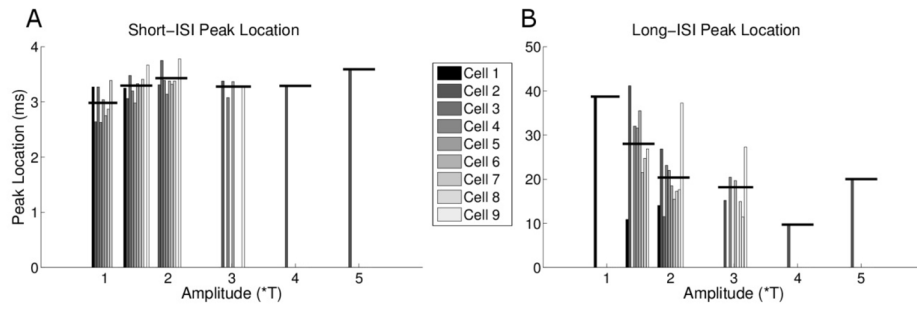 A
Short-ISI Peak Location
Peak Location (ms)
4
3
2
1
0
1 2 3 4 5
Amplitude (*T)
Cell 1
Cell 2
Cell 3
Cell 4
Cell 5
Cell 6
Cell 7
Cell 8
Cell 9
B
Long-ISI Peak Location
50
40
30
20
10
0
1 2 3 4 5
Amplitude (*T)